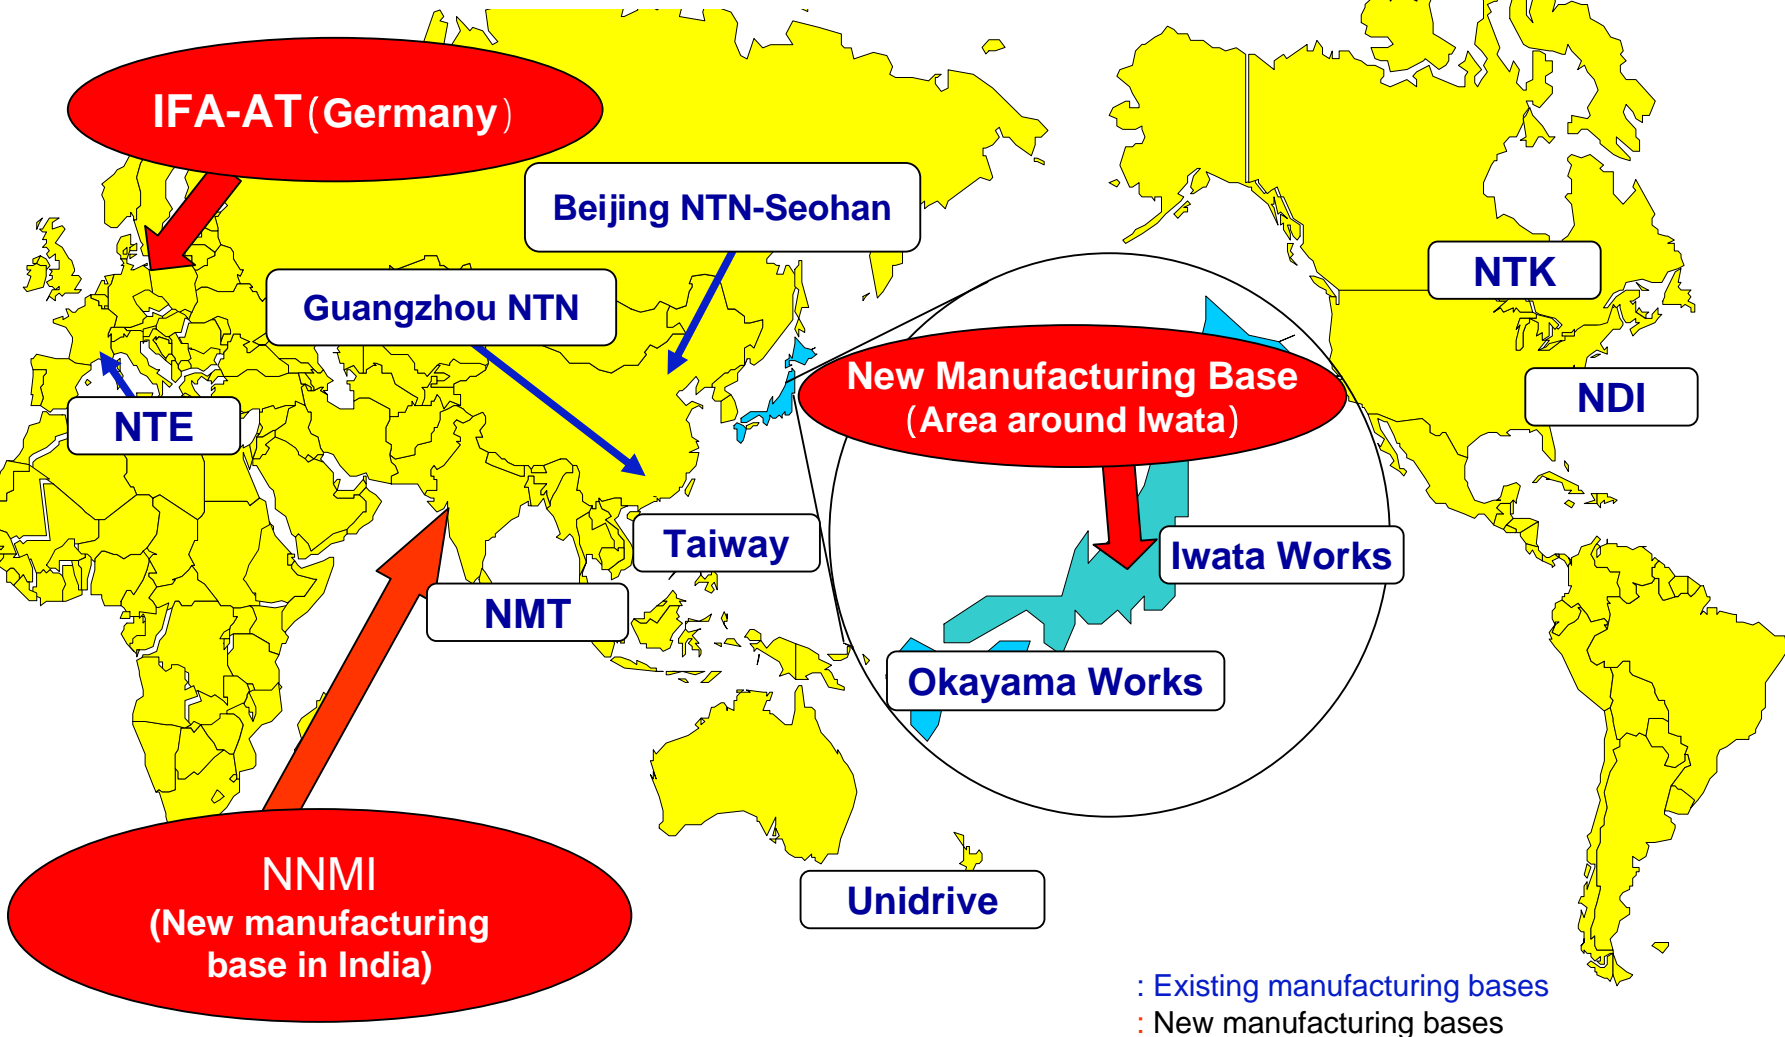 IFA-AT(Germany)
Beijing NTN-Seohan
Guangzhou NTN
NTK
New Manufacturing Base
(Area around Iwata)
NDI
NTE
Taiway
Iwata Works
NMT
Okayama Works
NNMI
(New manufacturing
base in India)
Unidrive
: Existing manufacturing bases
: New manufacturing bases